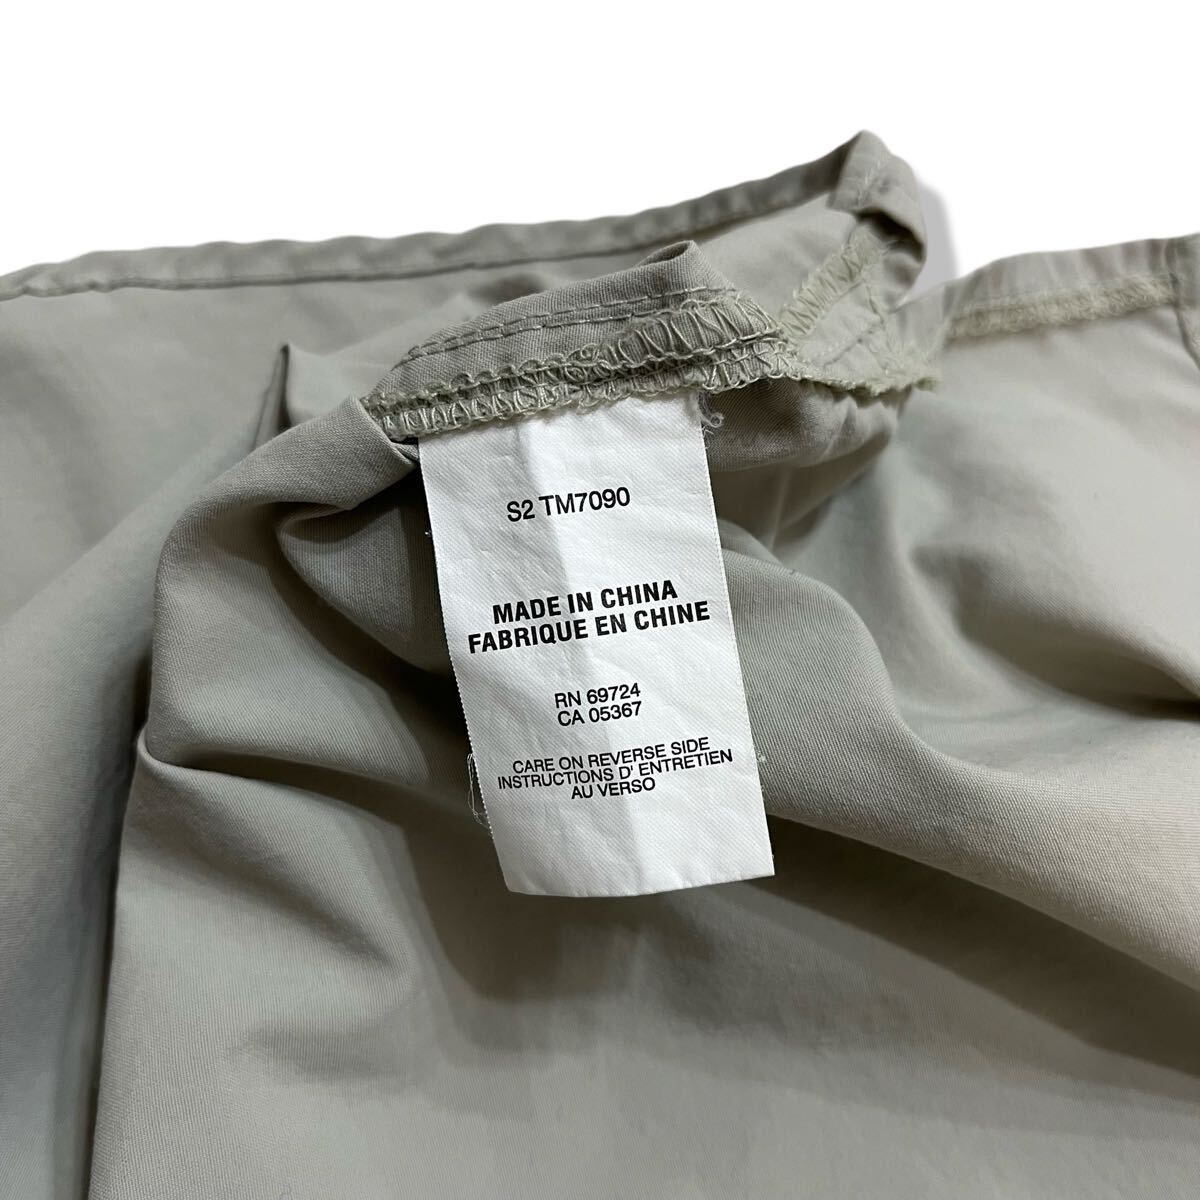 S2 TM7090
MADE IN CHINA
FABRIQUE EN CHINE
RN 69724
CA 05367
CARE ON REVERSE SIDE
INSTRUCTIONS D' ENTRETIEN
AU VERSO